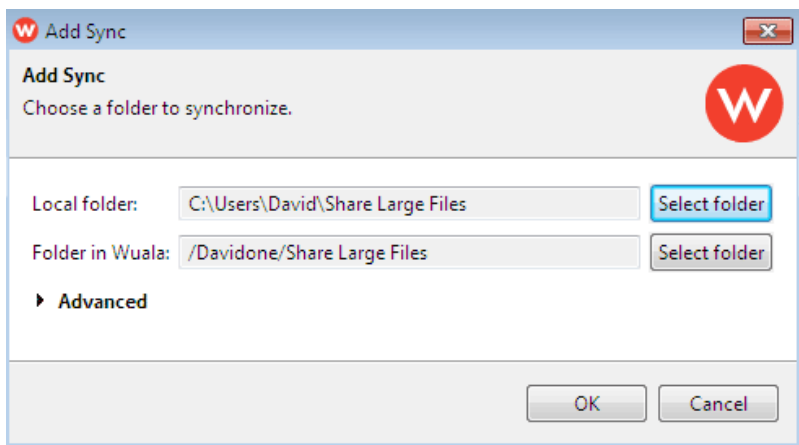 Add Sync
Add Sync
Choose a folder to synchronize.
Local folder: C:\Users\David\Share Large Files Select folder
Folder in Wuala: /Davidone/Share Large Files Select folder
Advanced
OK Cancel